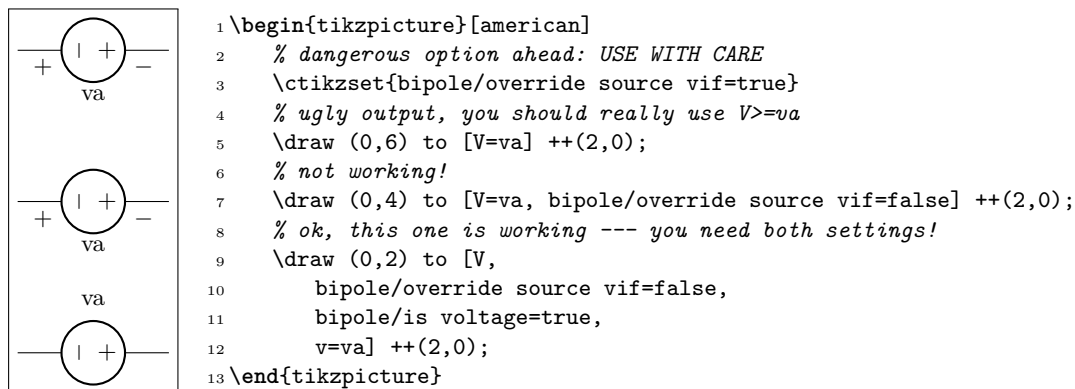 + −
va
+ −
va
va
1 \begin{tikzpicture}[american]
2 % dangerous option ahead: USE WITH CARE
3 \ctikzset{bipole/override source vif=true}
4 % ugly output, you should really use V>=va
5 \draw (0,6) to [V=va] ++(2,0);
6 % not working!
7 \draw (0,4) to [V=va, bipole/override source vif=false] ++(2,0);
8 % ok, this one is working --- you need both settings!
9 \draw (0,2) to [V,
10 bipole/override source vif=false,
11 bipole/is voltage=true,
12 v=va] ++(2,0);
13 \end{tikzpicture}